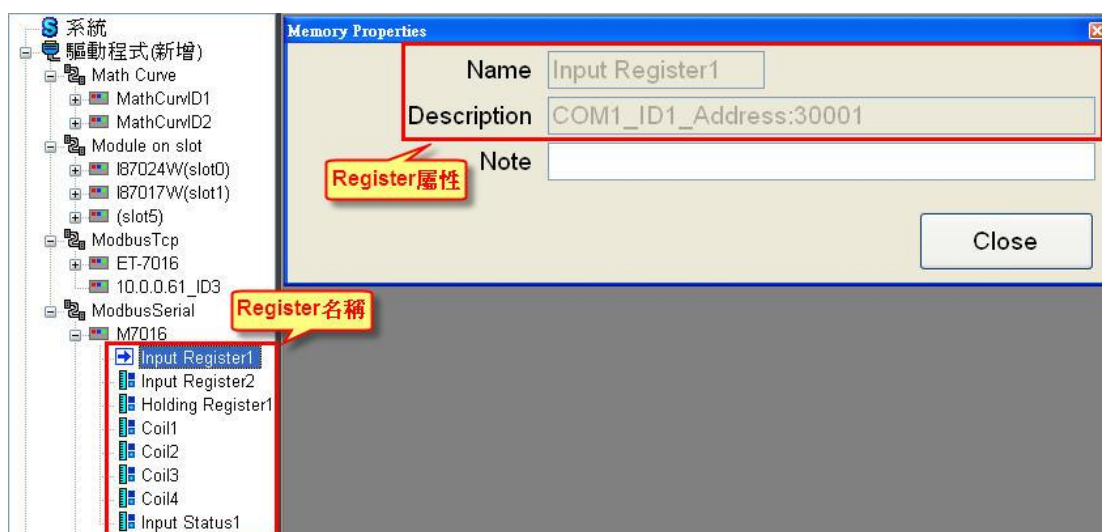 系統
驅動程式(新增)
Math Curve
MathCurvID1
MathCurvID2
Module on slot
I87024W(slot0)
I87017W(slot1)
(slot5)
ModbusTcp
ET-7016
10.0.0.61_ID3
ModbusSerial
M7016
Input Register1
Input Register2
Holding Register1
Coil1
Coil2
Coil3
Coil4
Input Status1
Register名稱
Memory Properties
Name Input Register1
Description COM1_ID1_Address:30001
Note
Register屬性
Close